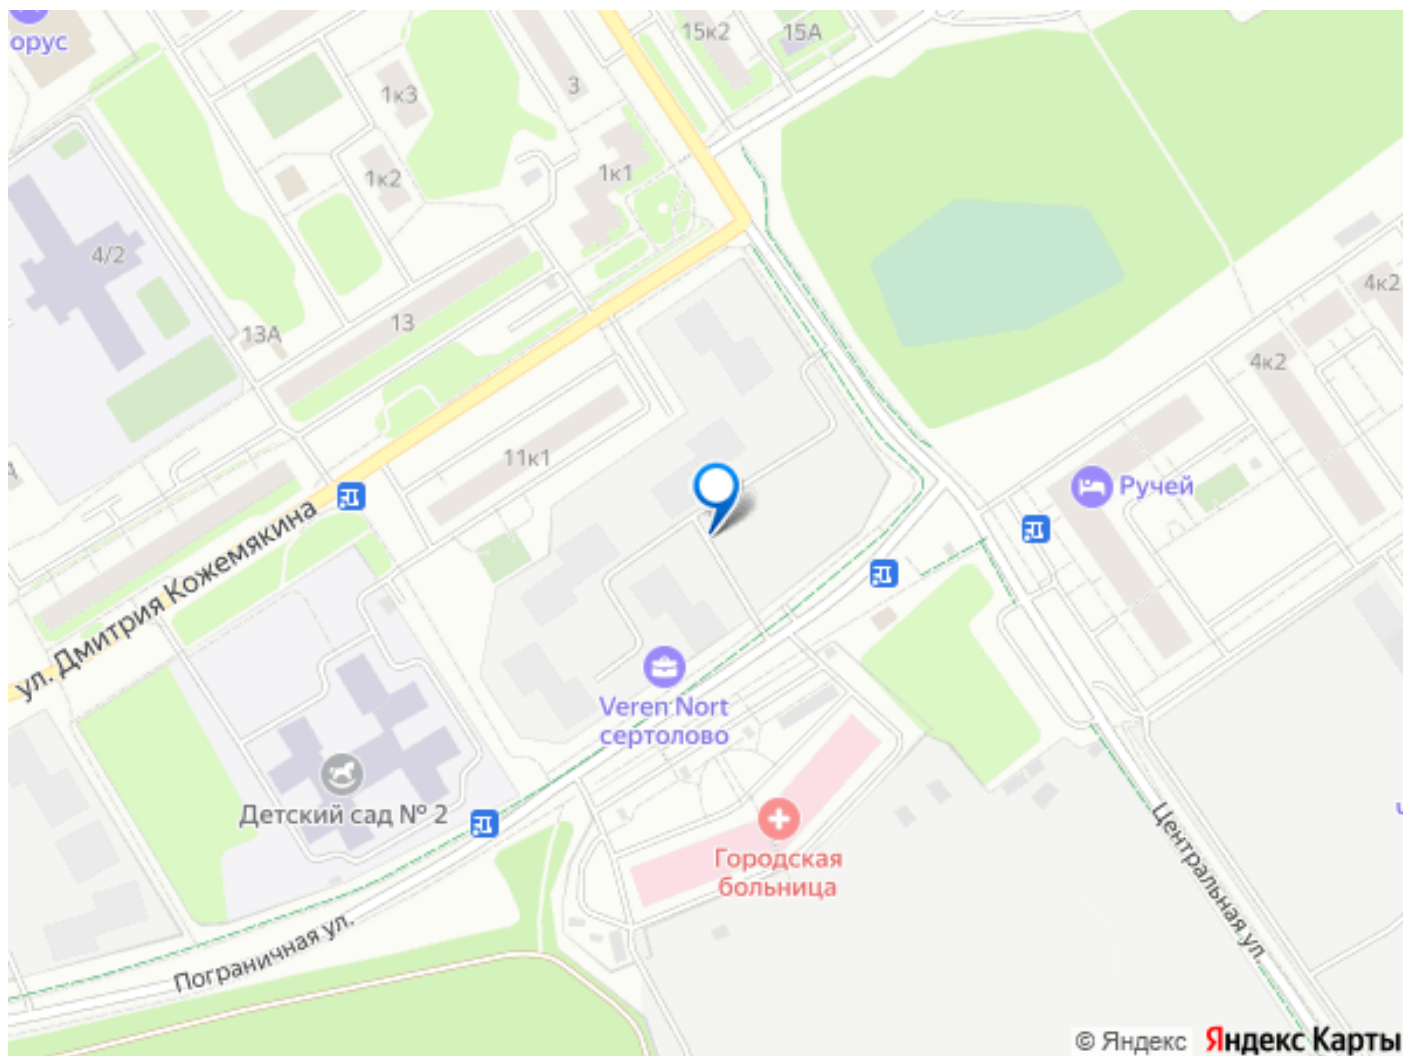 орус
15к2
15А
3
1к3
1к2
1к1
4/2
4к2
13
13А
4к2
11к1
Ручей
ул. Дмитрия Кожемякина
Veren Nort
сертолово
Детский сад № 2
Городская
больница
Центральная ул.
Пограничная ул.
© Яндекс Яндекс Карты